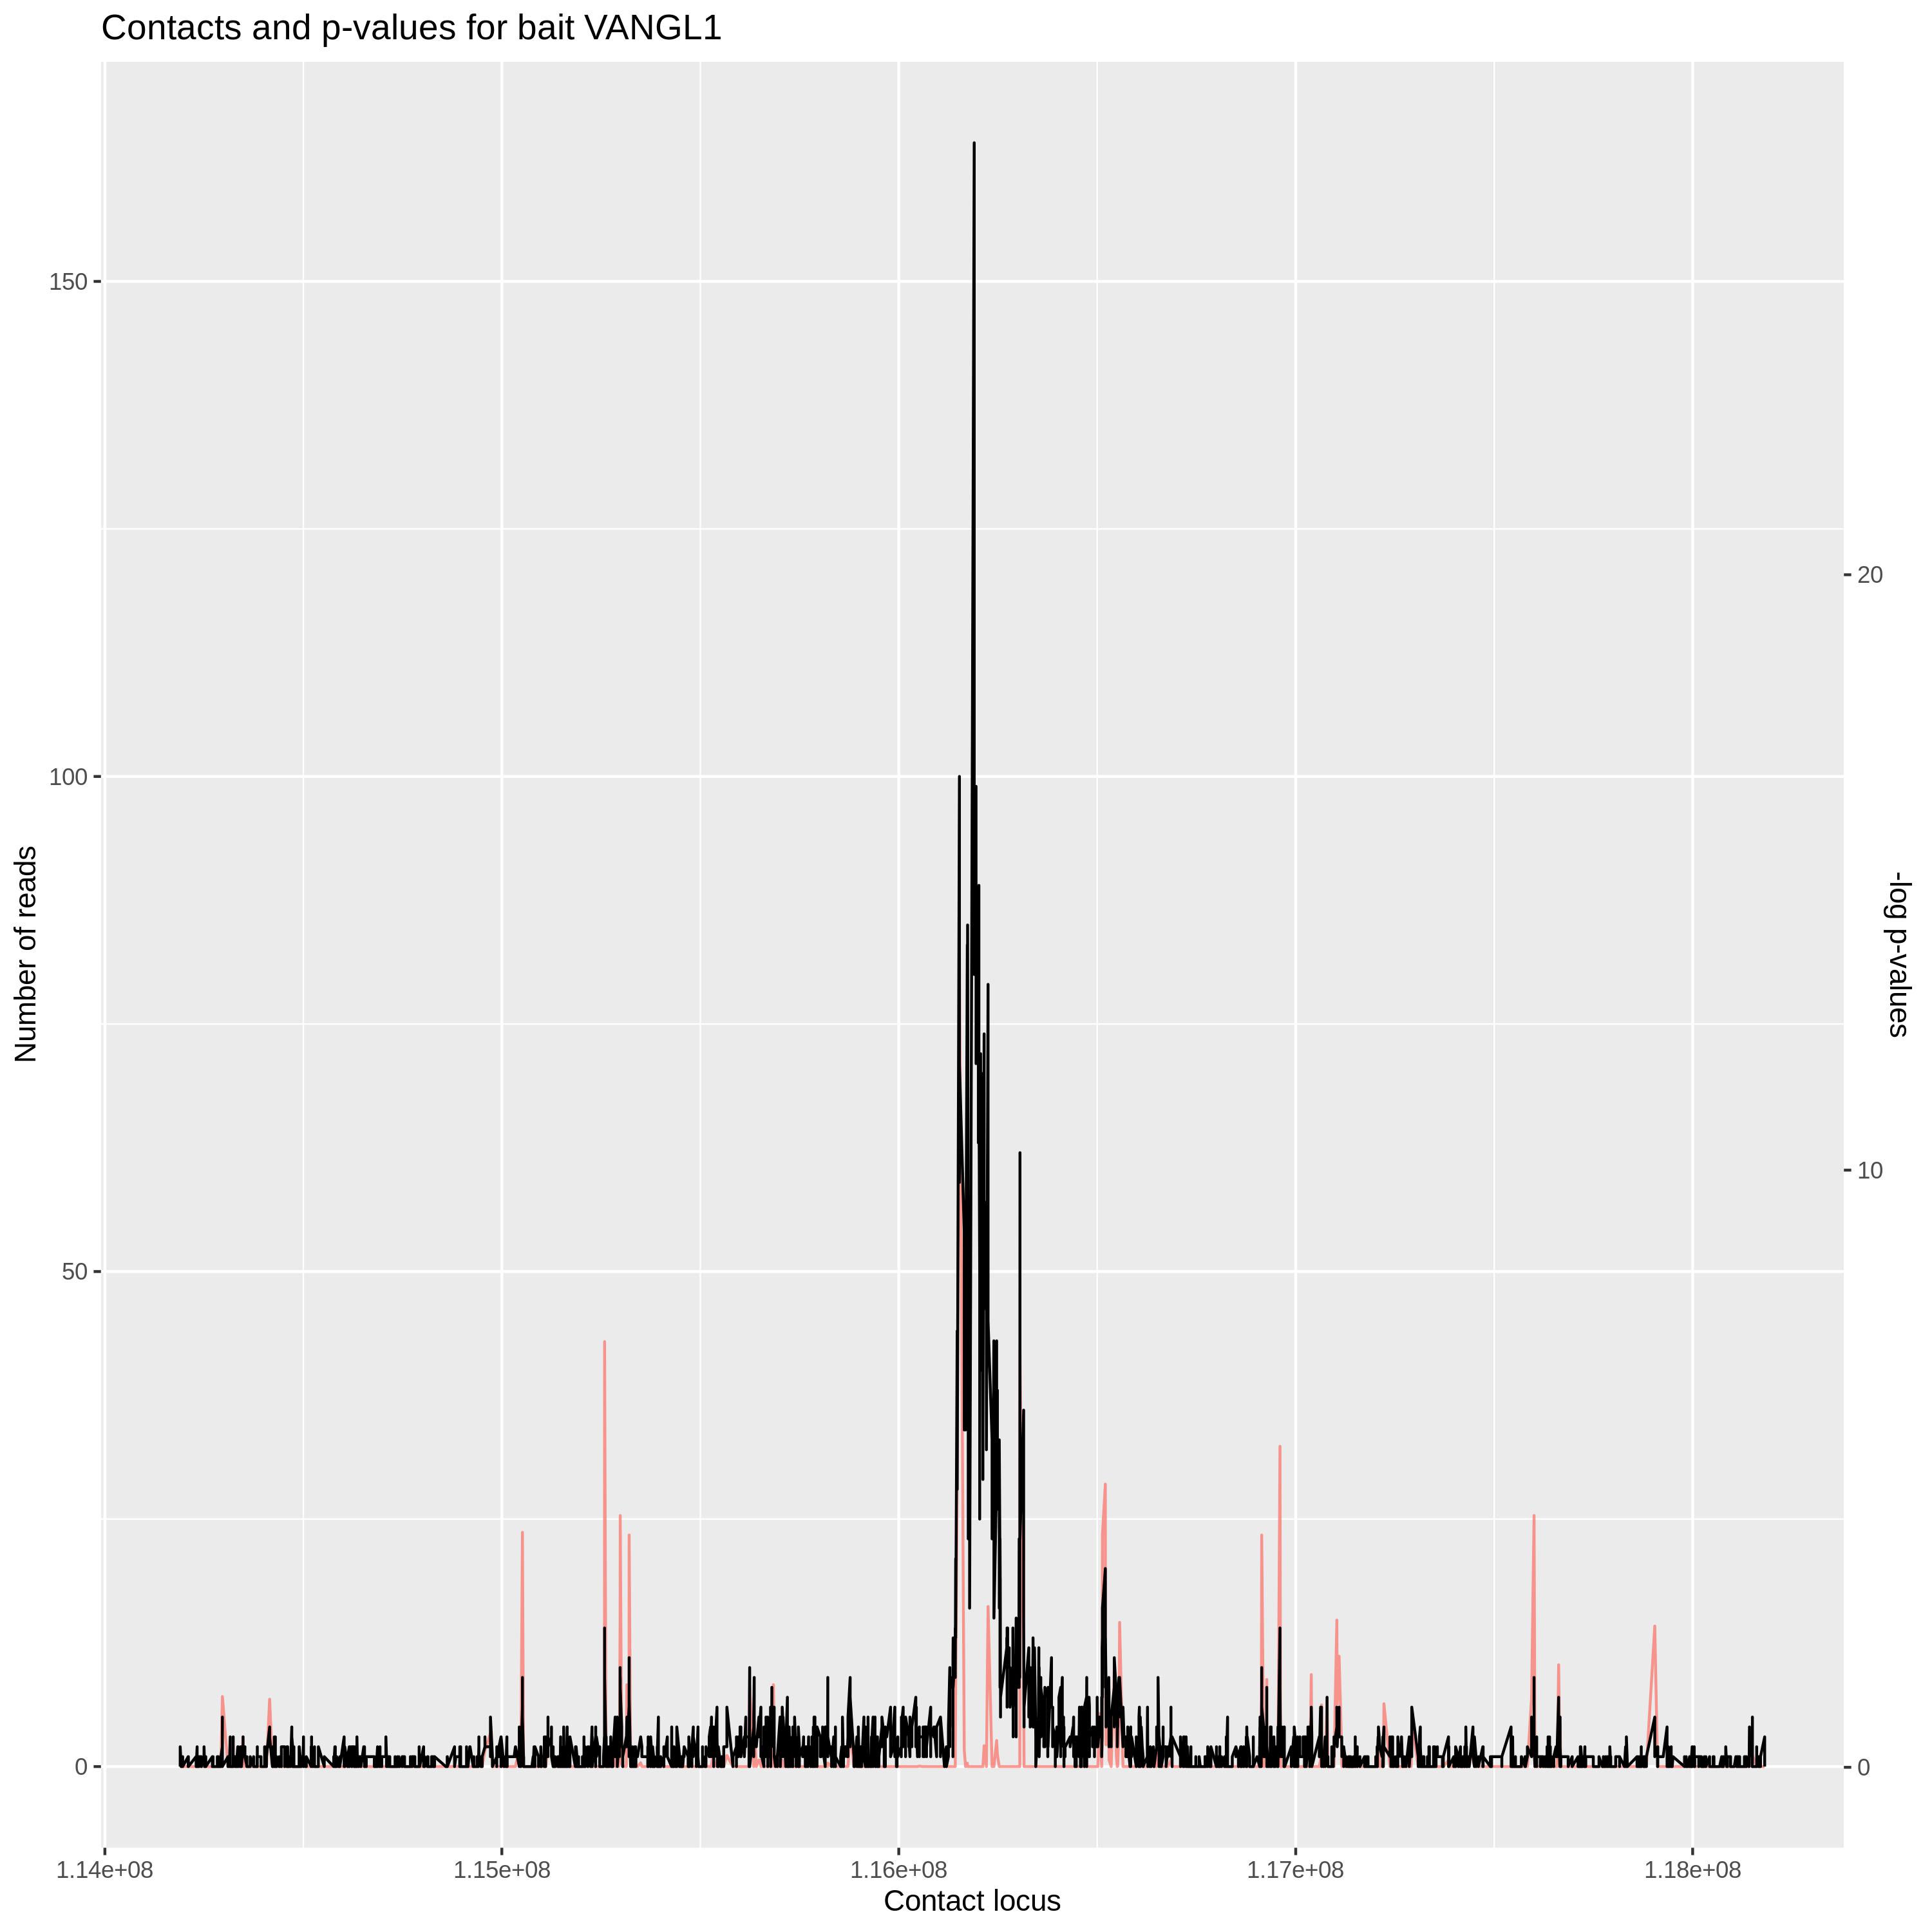 Contacts and p-values for bait VANGL1
150
100
50
0
Number of reads
20
10
0
-log p-values
1.14e+08
1.15e+08
1.16e+08
1.17e+08
1.18e+08
Contact locus